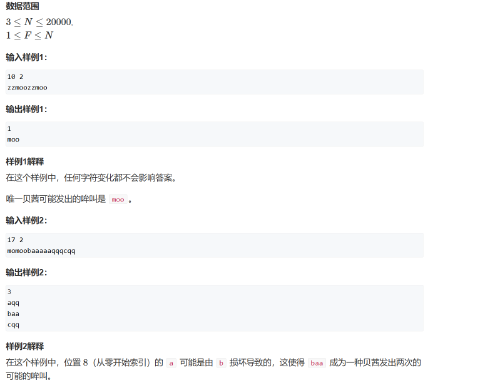 数据范围
3 ≤ N ≤ 20000,
1 ≤ F ≤ N
输入样例1：
10 2
zzmoozzmoo
输出样例1：
1
moo
样例1解释
在这个样例中，任何字符变化都不会影响答案。
唯一贝茜可能发出的哞叫是 moo 。
输入样例2：
17 2
momoobaaaaaqqqcqq
输出样例2：
3
aqq
baa
cqq
样例2解释
在这个样例中，位置 8（从零开始索引）的 a 可能是由 b 损坏导致的，这使得 baa 成为一种贝茜发出两次的
可能的哞叫。